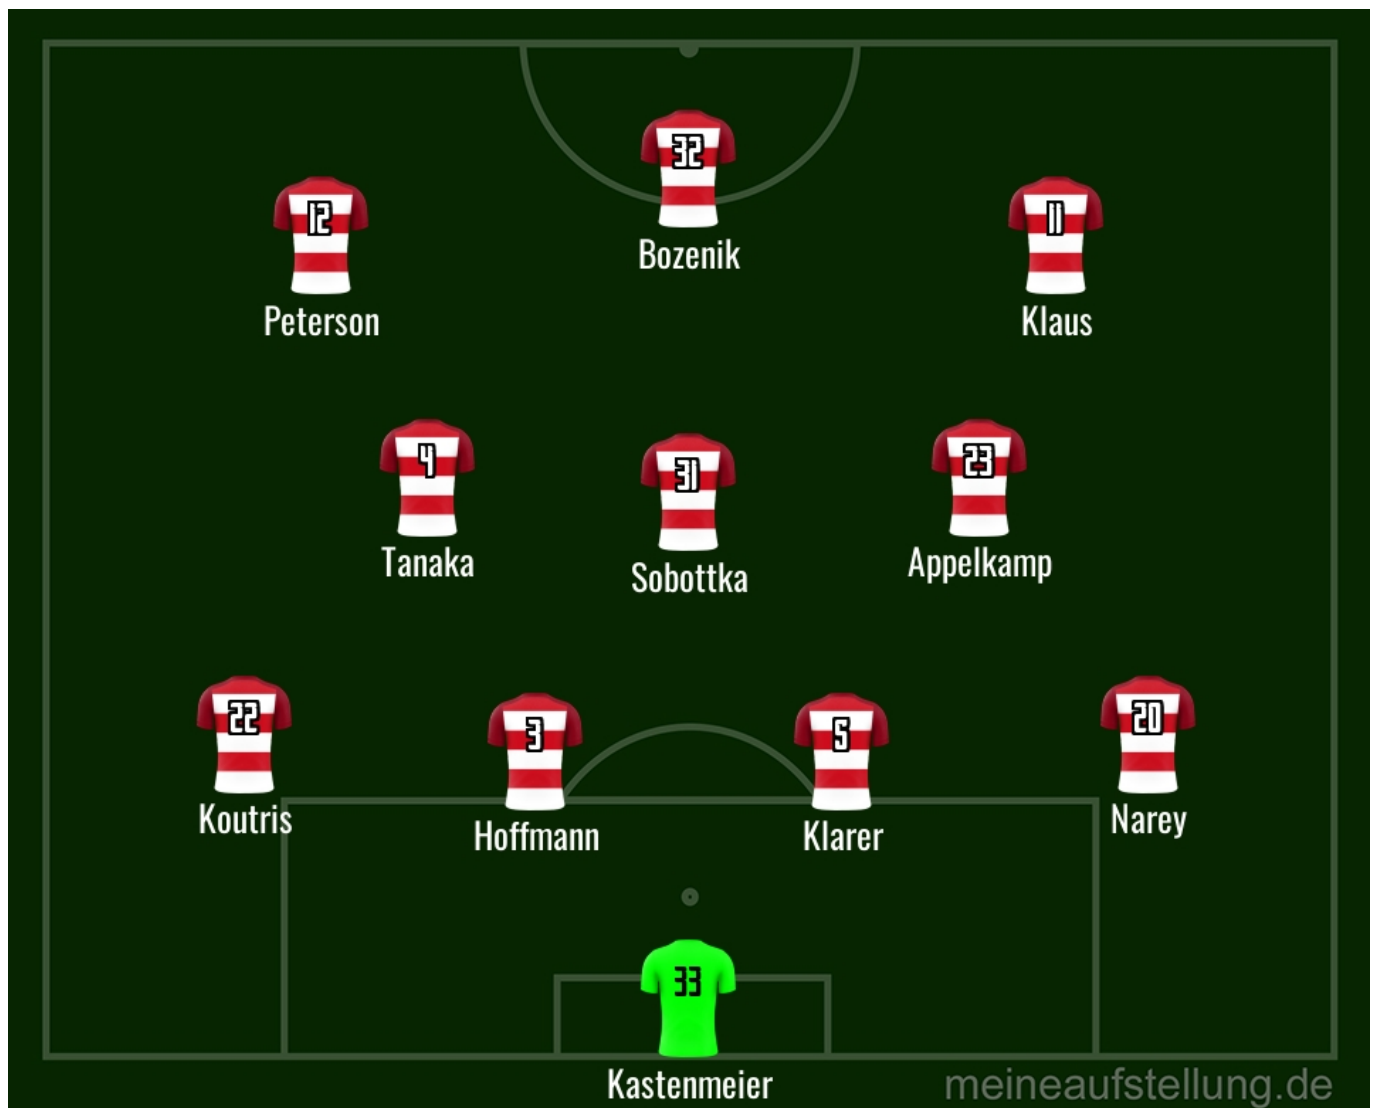 32
Bozenik
12
Peterson
11
Klaus
4
Tanaka
31
Sobottka
23
Appelkamp
22
Koutris
3
Hoffmann
5
Klarer
20
Narey
33
Kastenmeier
meineaufstellung.de